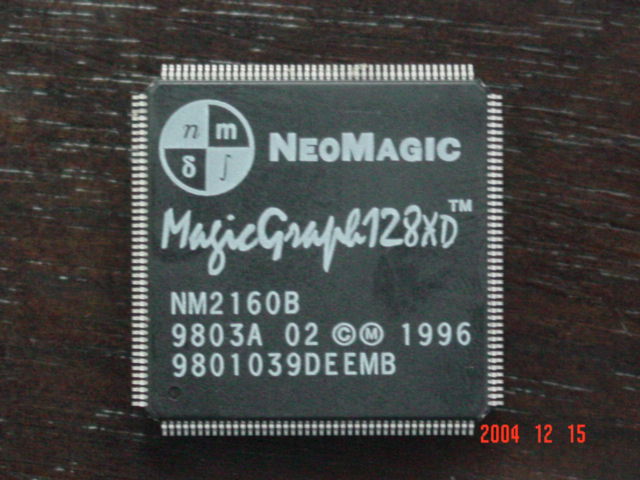 n m
δ ∫
NEOMAGIC
MagicGraph128XD™
NM2160B
9803A 02 ©Ⓜ 1996
9801039DEEMB
2004 12 15